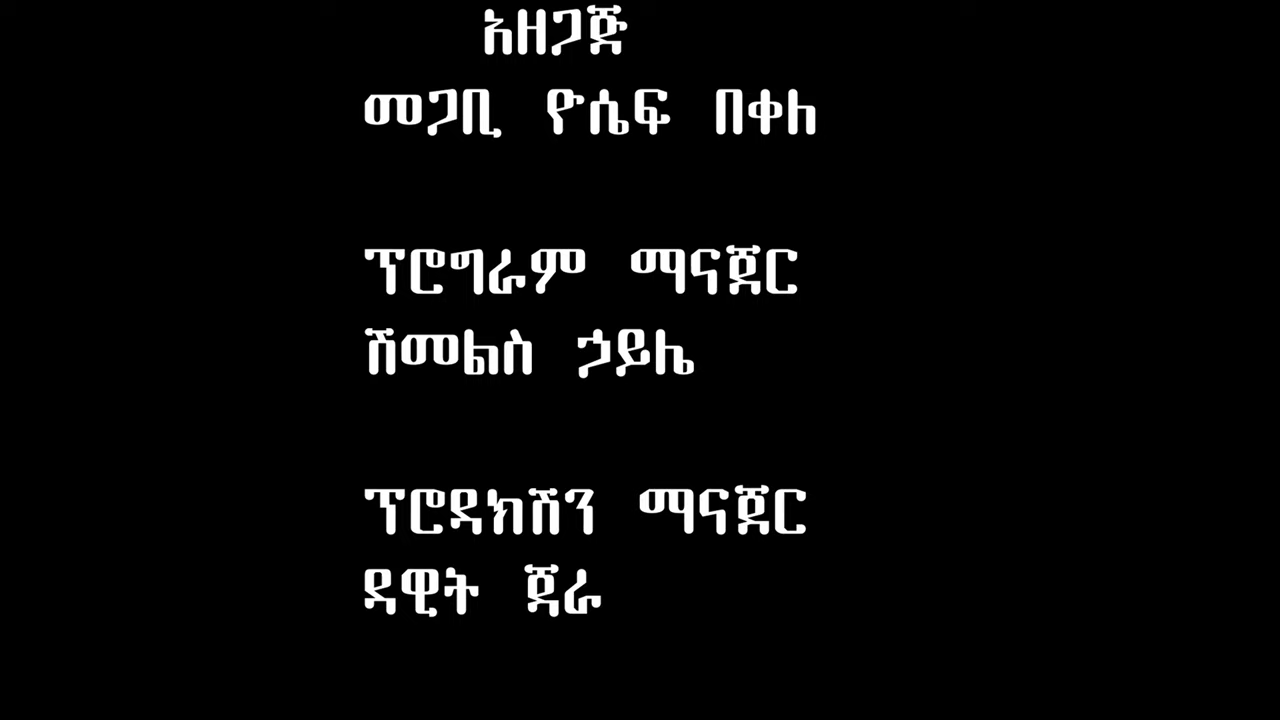 አዘጋጅ
መጋቢ ዮሴፍ በቀለ
ፕሮግራም ማናጀር
ሽመልስ ኃይሌ
ፕሮዳክሽን ማናጀር
ዳዊት ጃራ